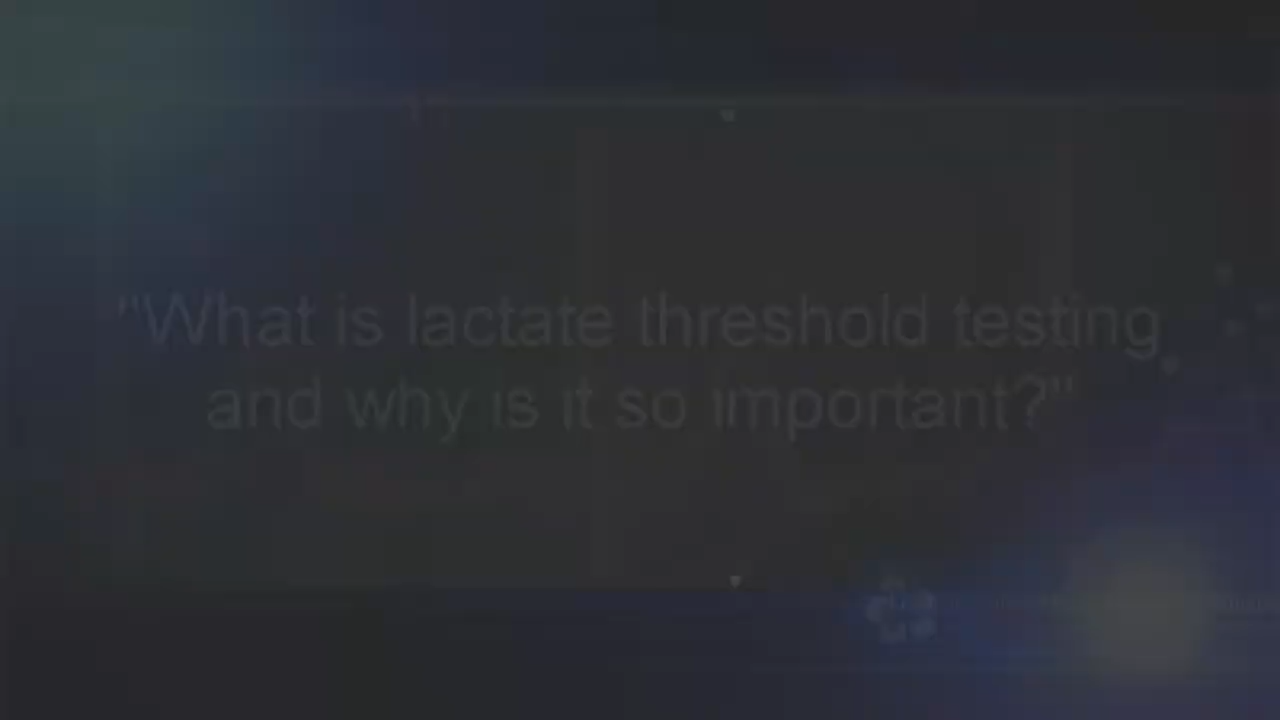 "What is lactate threshold testing
and why is it so important?"